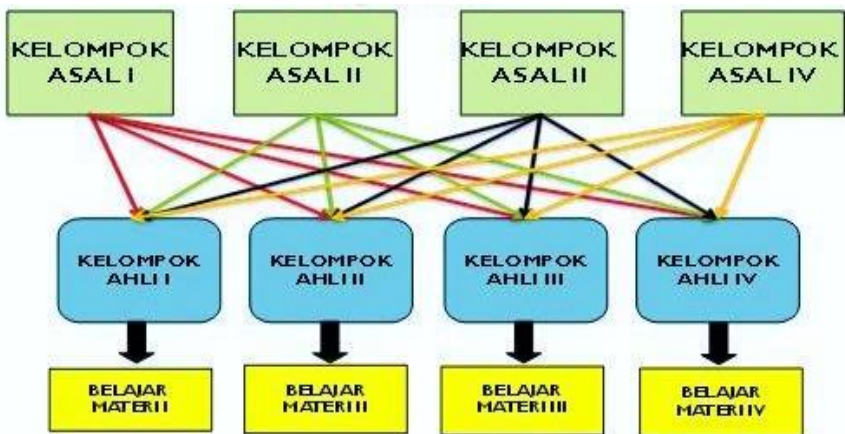 KELOMPOK
ASAL I
KELOMPOK
ASAL II
KELOMPOK
ASAL II
KELOMPOK
ASAL IV
KELOMPOK
AHLI I
KELOMPOK
AHLI II
KELOMPOK
AHLI III
KELOMPOK
AHLI IV
BELAJAR
MATERI I
BELAJAR
MATERI II
BELAJAR
MATERI III
BELAJAR
MATERI IV